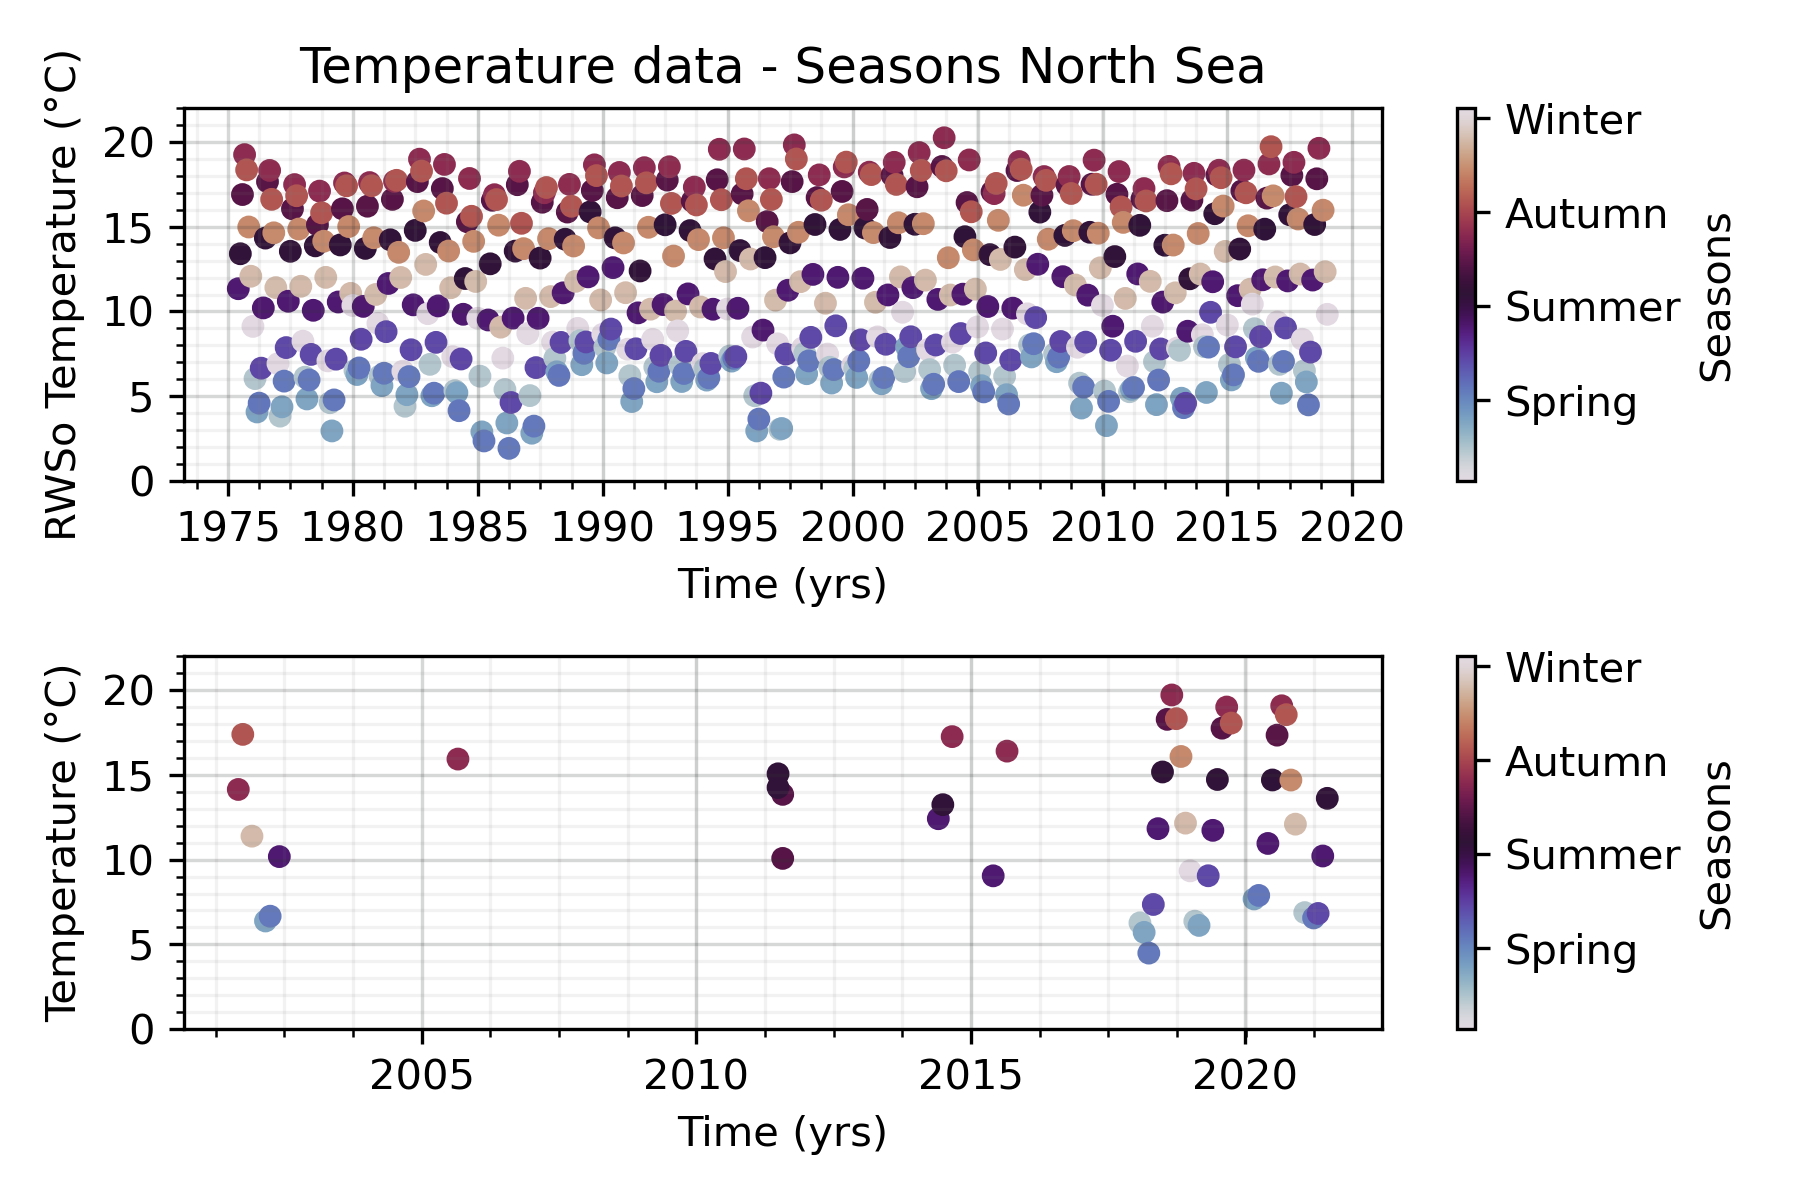 Temperature data - Seasons North Sea
RWSo Temperature (°C)
20
15
10
5
0
1975 1980 1985 1990 1995 2000 2005 2010 2015 2020
Time (yrs)
Winter
Autumn
Summer
Spring
Seasons
Temperature (°C)
20
15
10
5
0
2005 2010 2015 2020
Time (yrs)
Winter
Autumn
Summer
Spring
Seasons